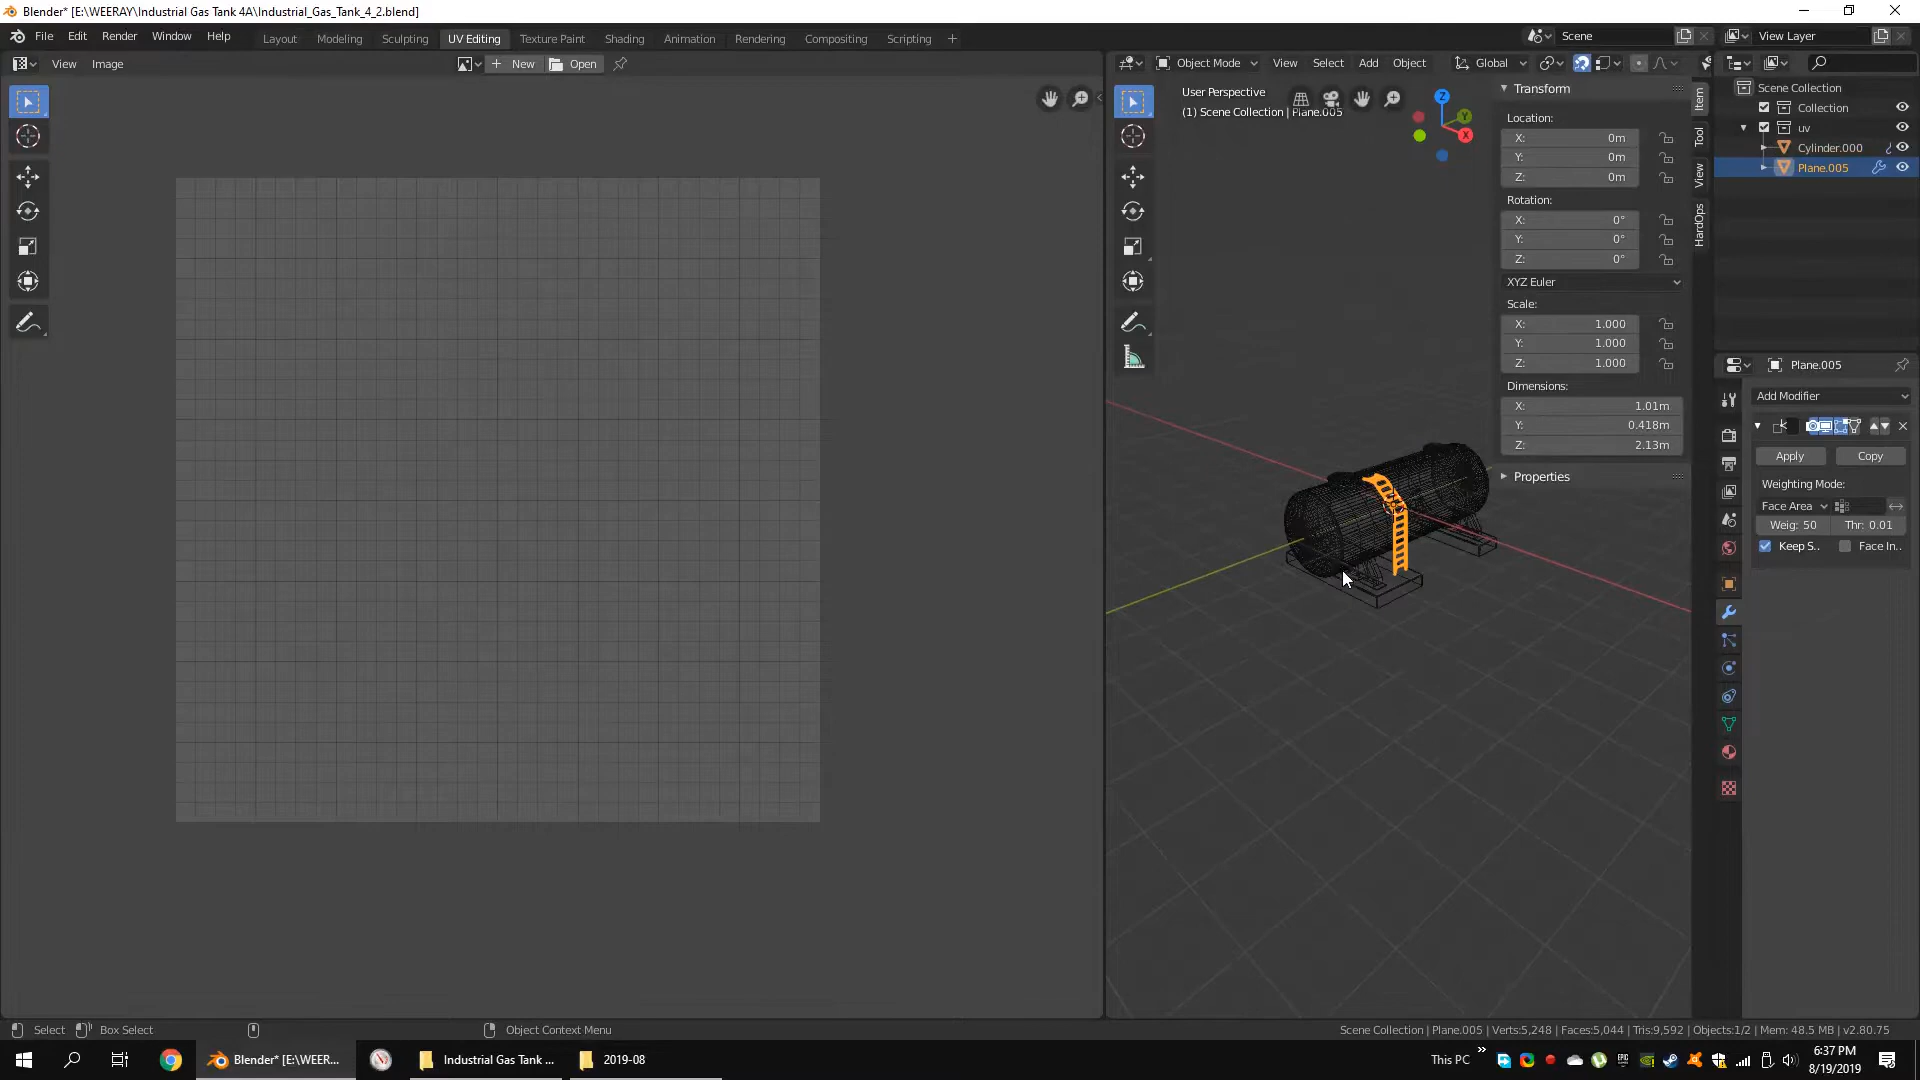 Blender* [E:\WEERAY\Industrial Gas Tank 4A\Industrial_Gas_Tank_4_2.blend]
File Edit Render Window Help Layout Modeling Sculpting UV Editing Texture Paint Shading Animation Rendering Compositing Scripting + Scene View Layer
View Image + New Open Object Mode View Select Add Object Global
User Perspective
(1) Scene Collection | Plane.005
Z
Y
X
Transform
Location:
X: 0m
Y: 0m
Z: 0m
Rotation:
X: 0°
Y: 0°
Z: 0°
XYZ Euler
Scale:
X: 1.000
Y: 1.000
Z: 1.000
Dimensions:
X: 1.01m
Y: 0.418m
Z: 2.13m
Properties
Item
Tool
View
HardOps
Scene Collection
Collection
uv
Cylinder.000
Plane.005
Plane.005
Add Modifier
Apply Copy
Weighting Mode:
Face Area
Weig: 50 Thr: 0.01
Keep S.. Face In..
Select Box Select Object Context Menu Scene Collection | Plane.005 | Verts:5,248 | Faces:5,044 | Tris:9,592 | Objects:1/2 | Mem: 48.5 MB | v2.80.75
Blender* [E:\WEER... Industrial Gas Tank ... 2019-08 This PC 6:37 PM
8/19/2019